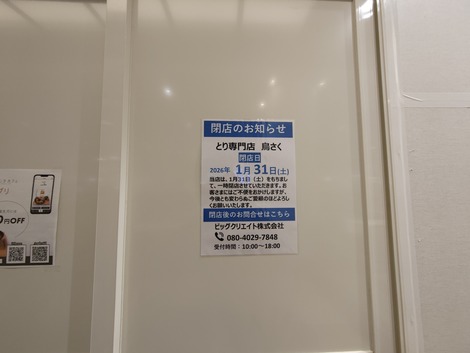 閉店のお知らせ
とり専門店 鳥さく
閉店日
2026年 1月 31日(土)
当店は、1月31日(土)をもちまし
て、一時閉店させていただきます。お
客さまにはご不便をおかけしますが、
今後とも変わらぬご愛顧のほどよろし
くお願いいたします。
閉店後のお問合せはこちら
ビッグクリエイト株式会社
080-4029-7848
受付時間：10:00～18:00
0円OFF